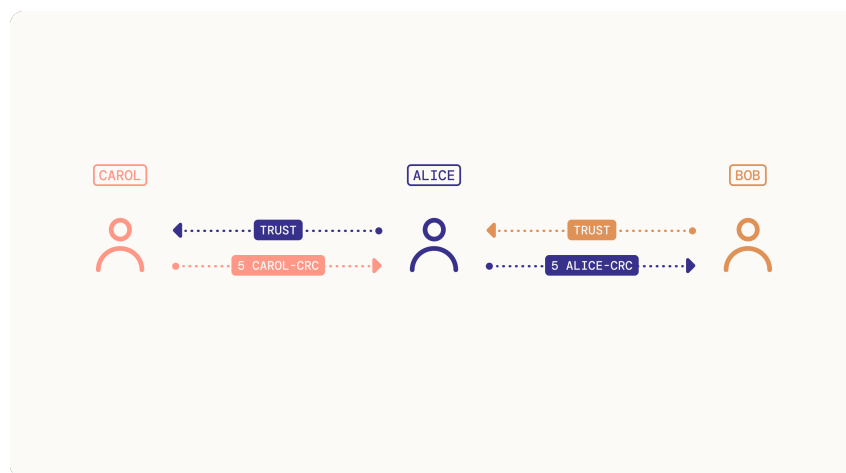 CAROL
ALICE
BOB
TRUST
TRUST
5 CAROL-CRC
5 ALICE-CRC